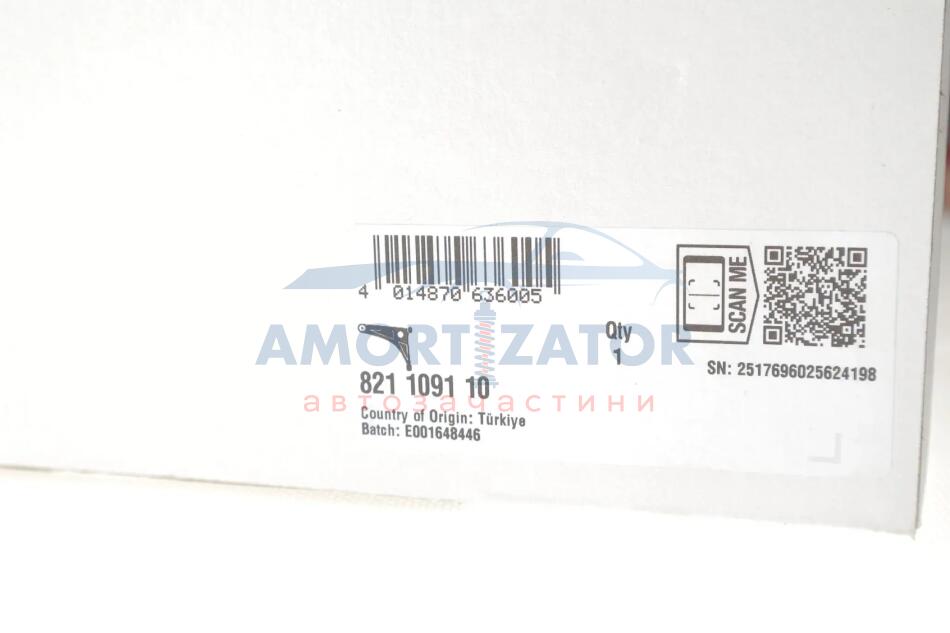 4 014870 636005
AMORTIZATOR
автозапчастини
821 1091 10
Country of Origin: Türkiye
Batch: E001648446
Qty
1
SCAN ME
SN: 2517696025624198